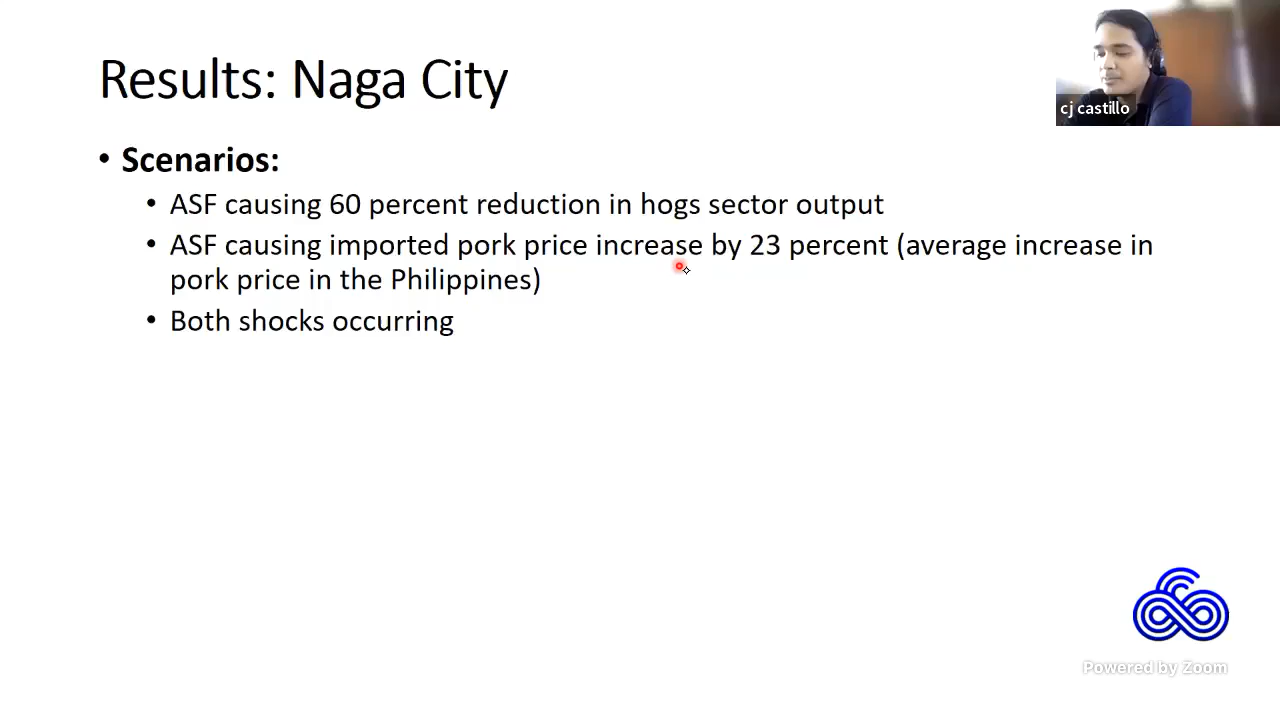 Results: Naga City
cj castillo
• Scenarios:
• ASF causing 60 percent reduction in hogs sector output
• ASF causing imported pork price increase by 23 percent (average increase in
pork price in the Philippines)
• Both shocks occurring
Powered by Zoom